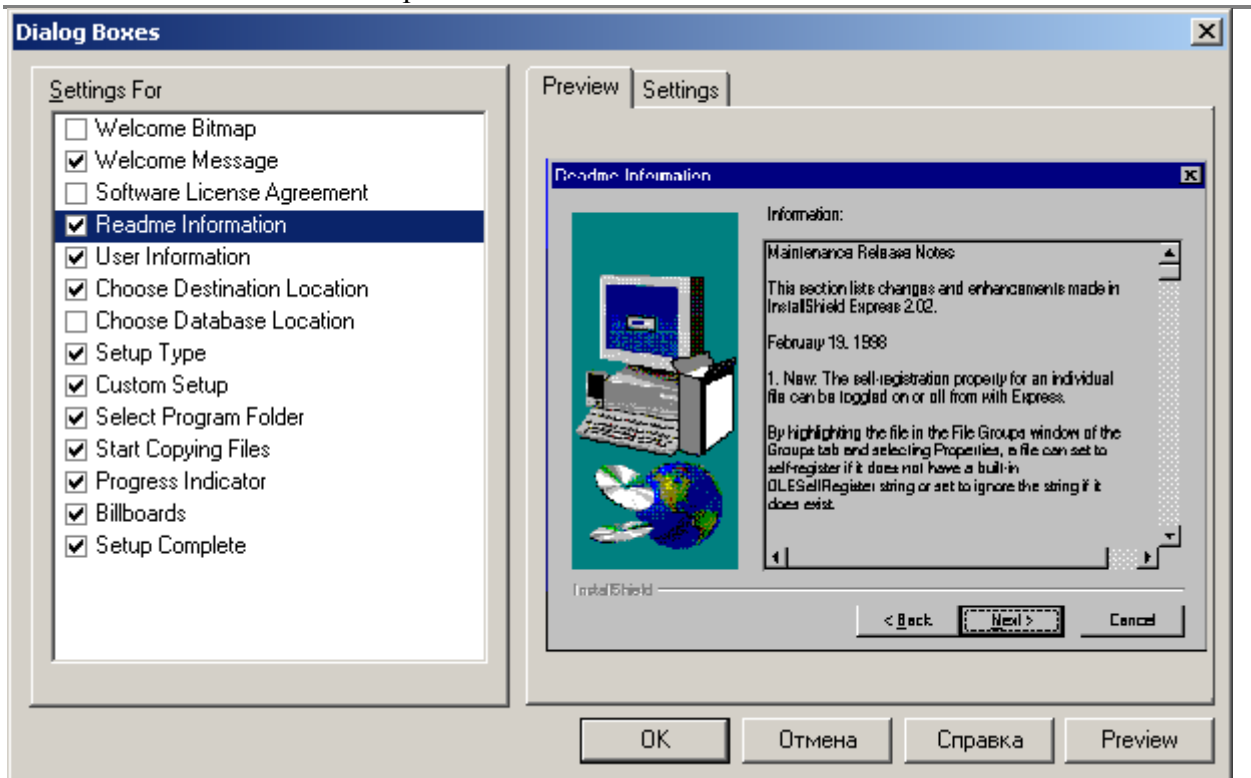 Dialog Boxes
Settings For
Welcome Bitmap
Welcome Message
Software License Agreement
Readme Information
User Information
Choose Destination Location
Choose Database Location
Setup Type
Custom Setup
Select Program Folder
Start Copying Files
Progress Indicator
Billboards
Setup Complete
Preview
Settings
Readme Information
Information:
Maintenance Release Notes
This section lists changes and enhancements made in
InstallShield Express 2.02.
February 19, 1998
1. New: The self-registration property for an individual
file can be toggled on or off from with Express.
By highlighting the file in the File Groups window of the
Groups tab and selecting Properties, a file can set to
self-register if it does not have a built-in
OLESelfRegister string or set to ignore the string if it
does exist.
InstallShield
< Back
Next >
Cancel
OK
Отмена
Справка
Preview